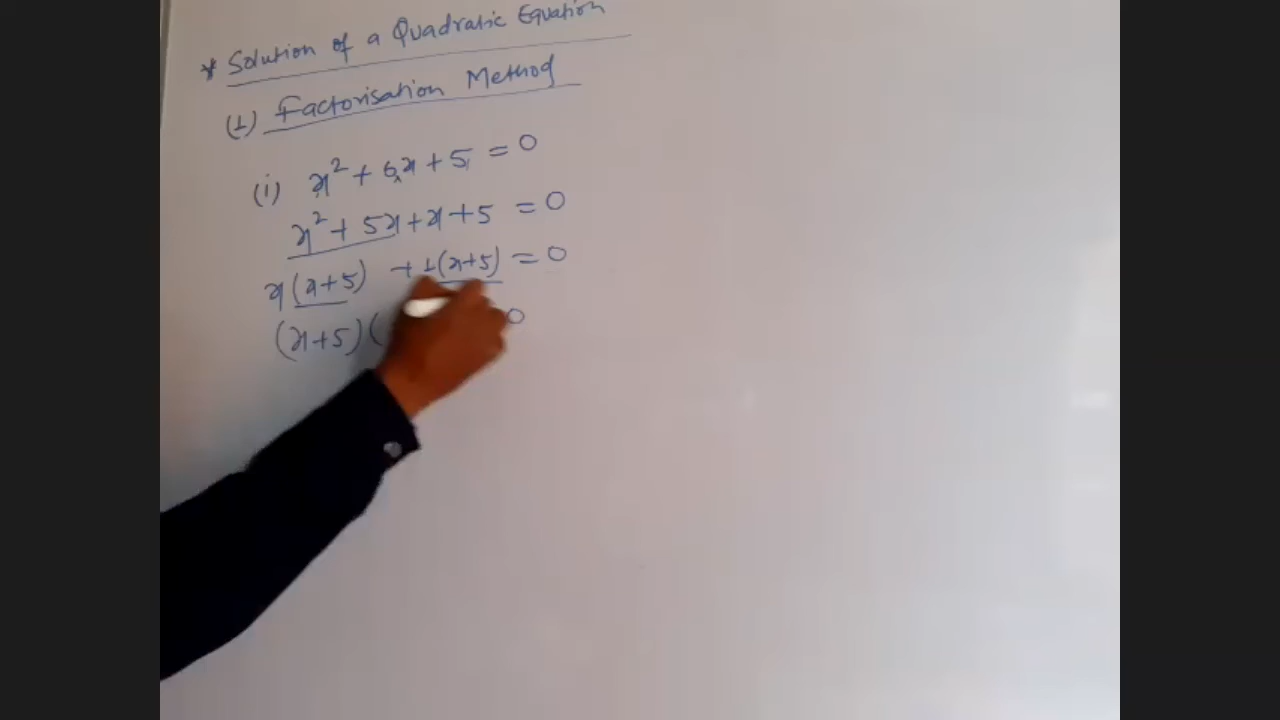 * Solution of a Quadratic Equation
(1) Factorisation Method
(i) x² + 6x + 5 = 0
x² + 5x + x + 5 = 0
x(x+5) + 1(x+5) = 0
(x+5)( 0